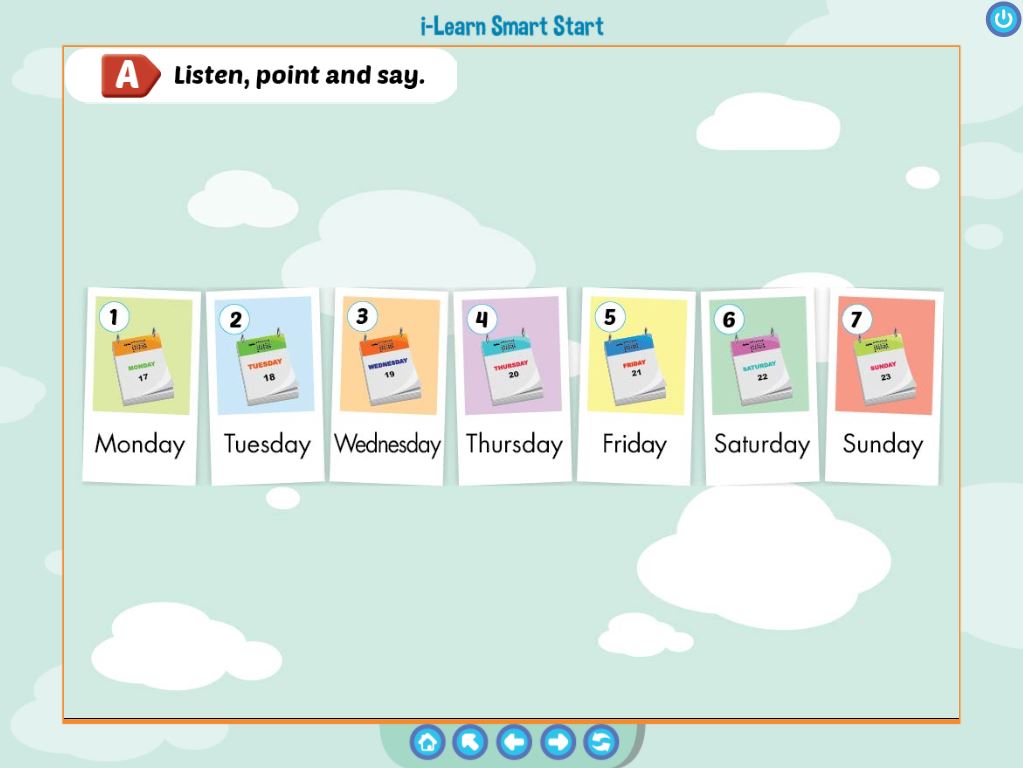 i-Learn Smart Start
A Listen, point and say.
1 2 3 4 5 6 7
MONDAY TUESDAY WEDNESDAY THURSDAY FRIDAY SATURDAY SUNDAY
17 18 19 20 21 22 23
Monday Tuesday Wednesday Thursday Friday Saturday Sunday